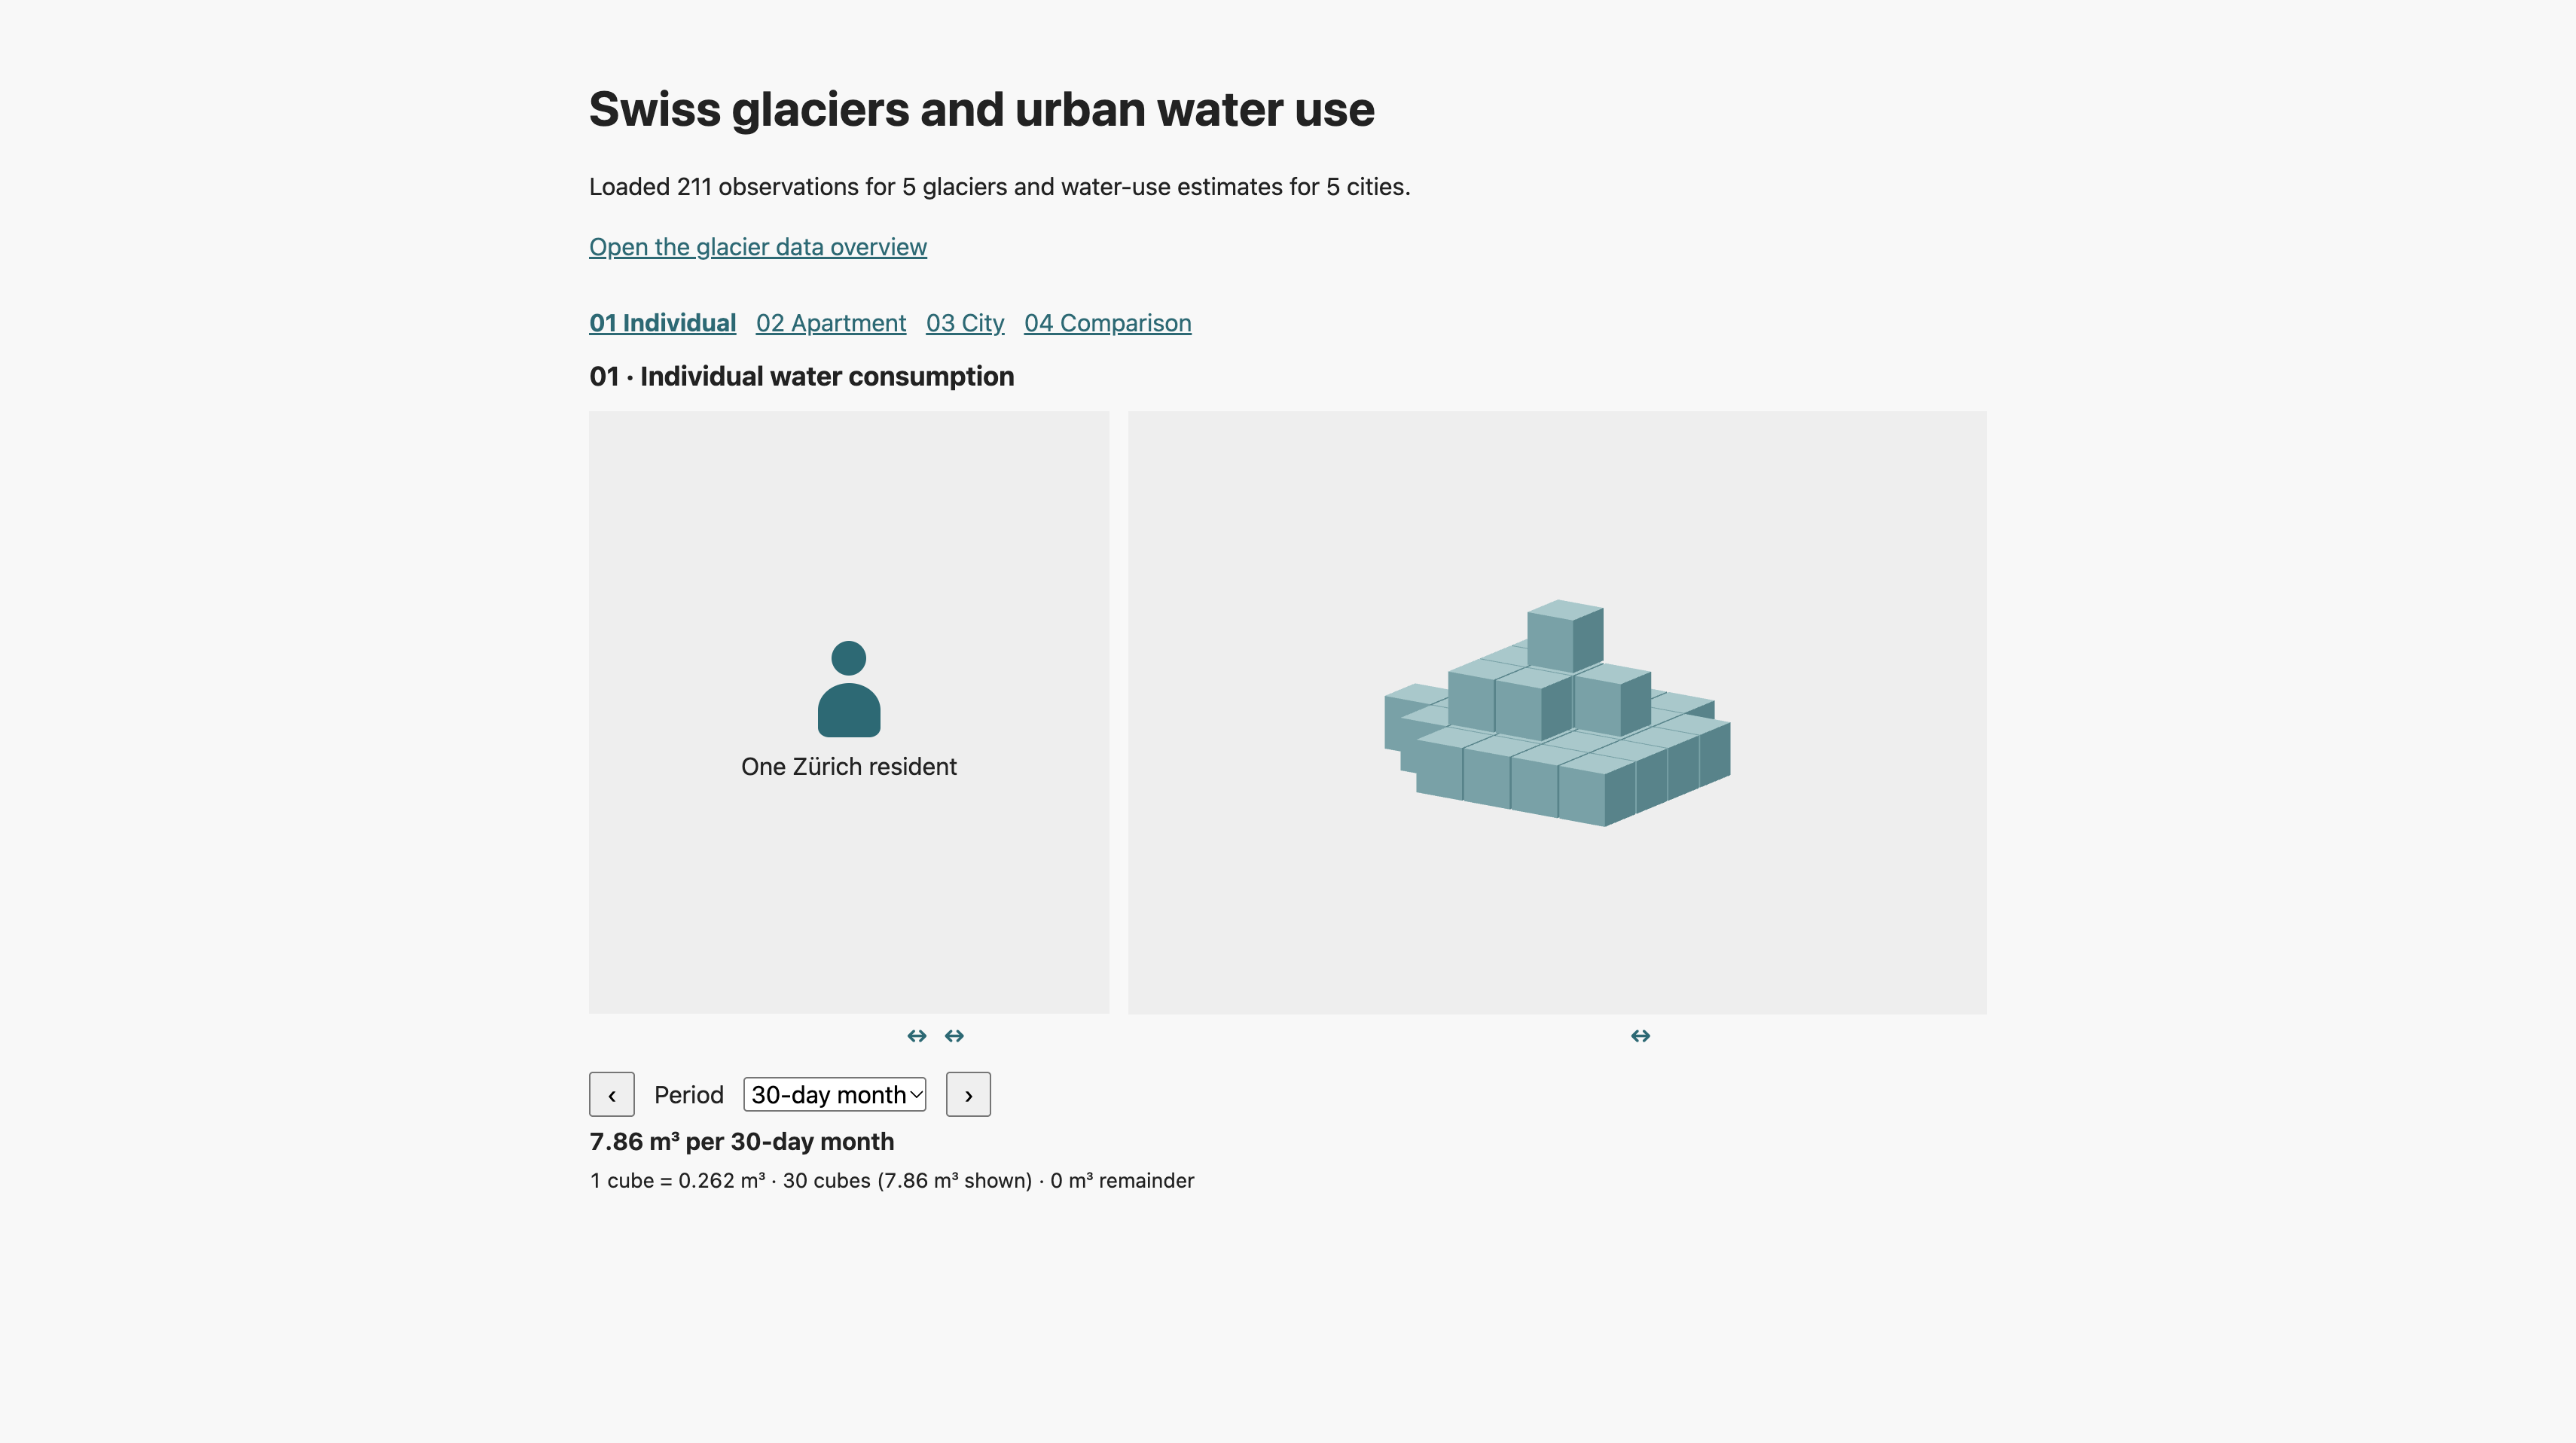 Swiss glaciers and urban water use
Loaded 211 observations for 5 glaciers and water-use estimates for 5 cities.
Open the glacier data overview
01 Individual 02 Apartment 03 City 04 Comparison
01 · Individual water consumption
One Zürich resident
‹ Period 30-day month ›
7.86 m³ per 30-day month
1 cube = 0.262 m³ · 30 cubes (7.86 m³ shown) · 0 m³ remainder